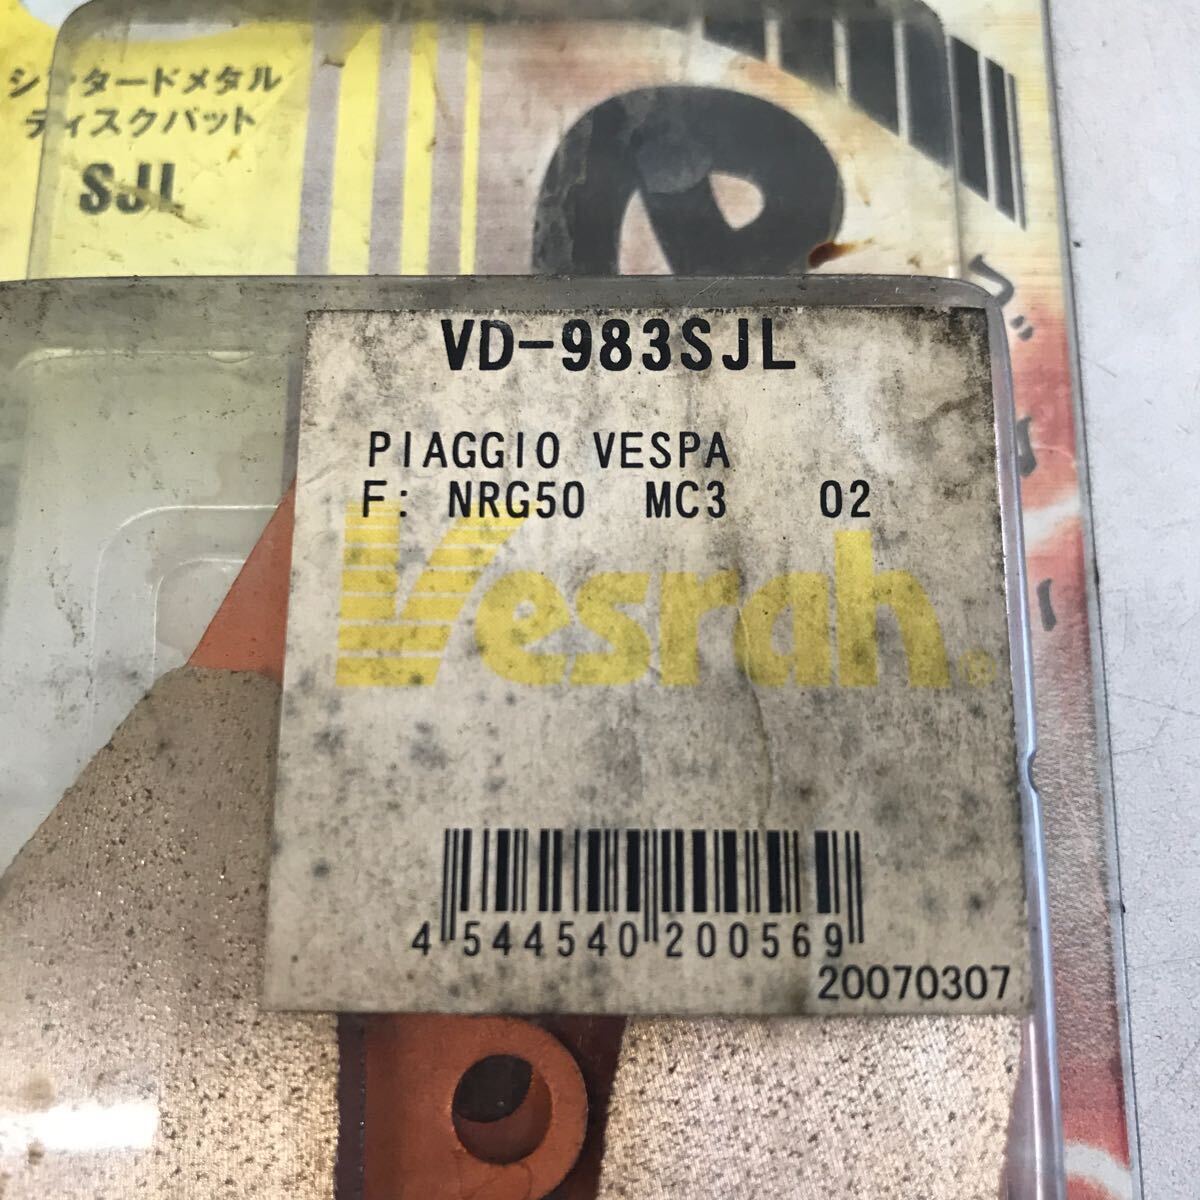 シンタードメタル
ディスクパット
SJL
VD-983SJL
PIAGGIO VESPA
F: NRG50 MC3 02
Vesrah®
4 544540 200569
20070307